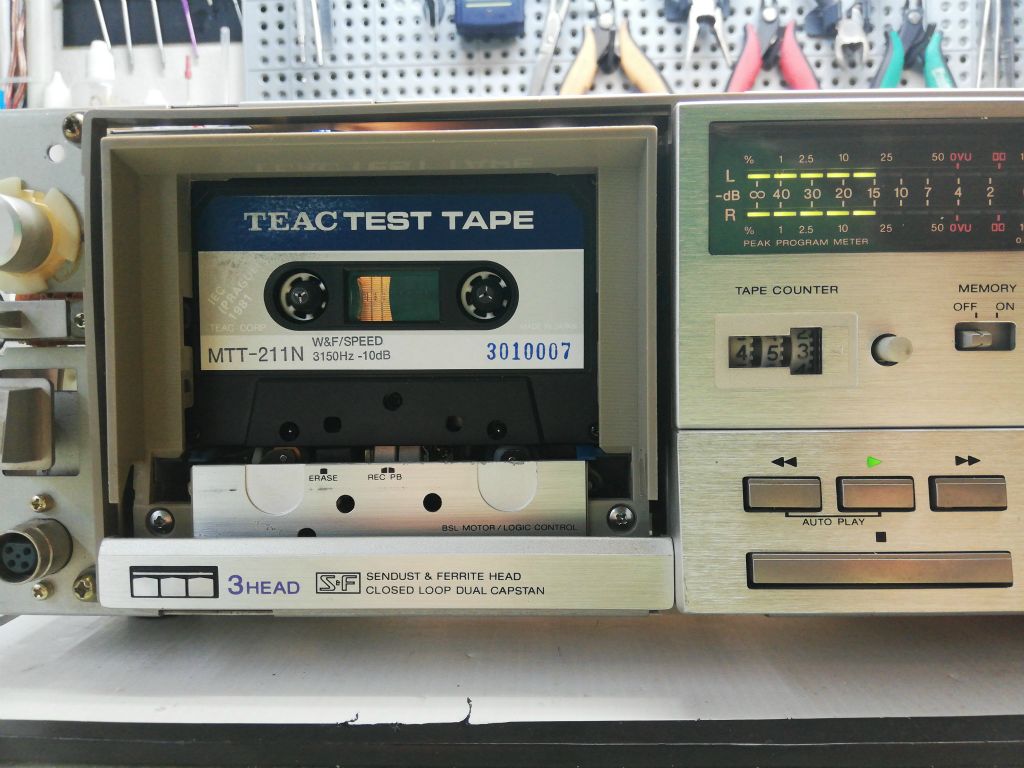 TEAC TEST TAPE
IEC
(PRAGUE)
1981
TEAC CORP.
MADE IN JAPAN
MTT-211N
W&F/SPEED
3150Hz -10dB
3010007
ERASE
REC PB
BSL MOTOR/LOGIC CONTROL
3 HEAD
S&F
SENDUST & FERRITE HEAD
CLOSED LOOP DUAL CAPSTAN
% 1 2.5 10 25 50 0VU
L
-dB ∞ 40 30 20 15 10 7 4 2
R
% 1 2.5 10 25 50 0VU
PEAK PROGRAM METER
TAPE COUNTER
4 5 3
MEMORY
OFF ON
AUTO PLAY